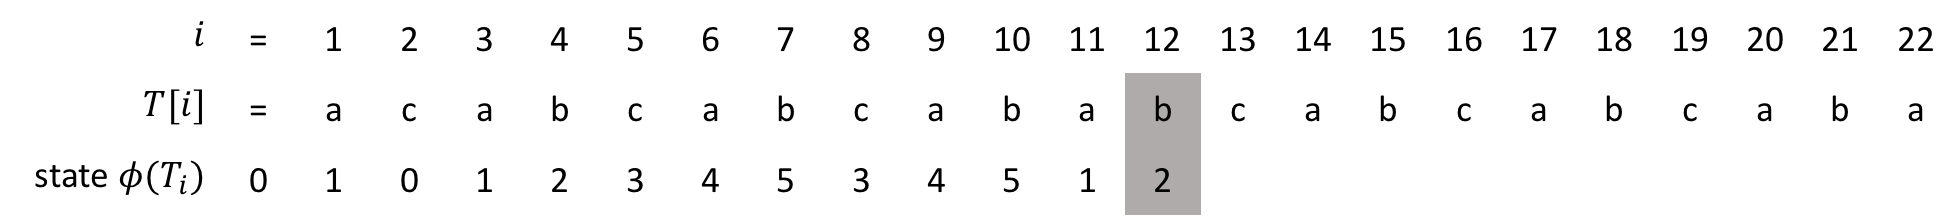 i = 1 2 3 4 5 6 7 8 9 10 11 12 13 14 15 16 17 18 19 20 21 22
T[i] = a c a b c a b c a b a b c a b c a b c a b a
state ϕ(Tᵢ) 0 1 0 1 2 3 4 5 3 4 5 1 2